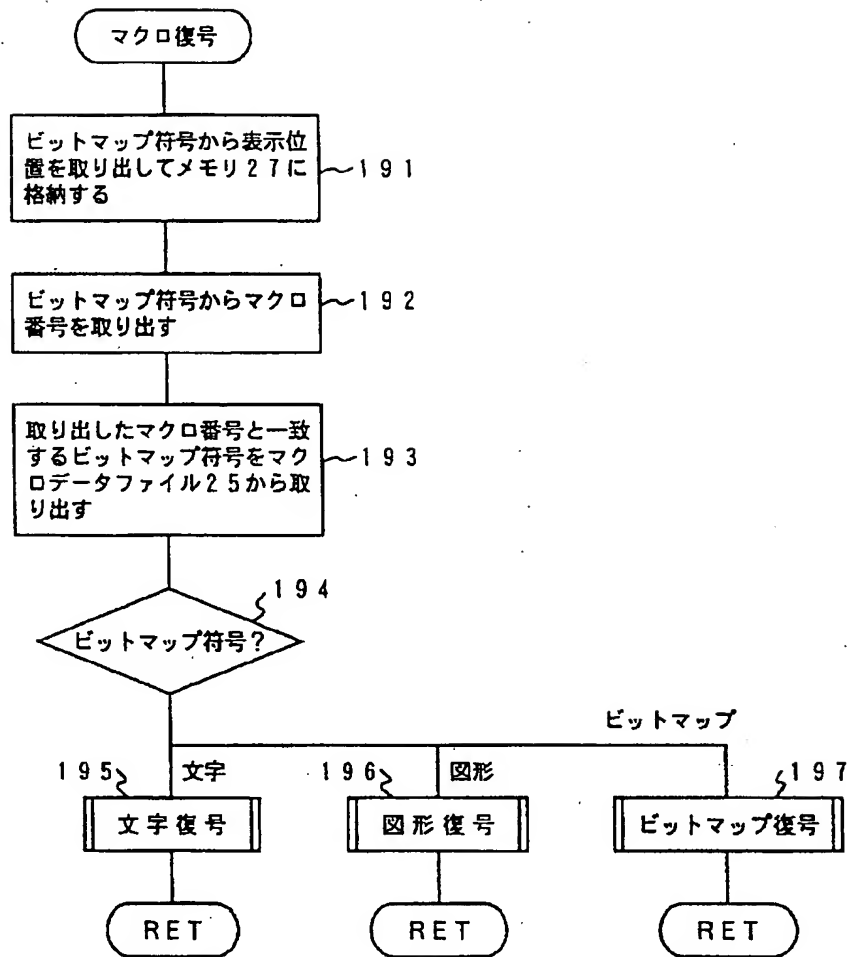 マクロ復号
ビットマップ符号から表示位
置を取り出してメモリ27に
格納する
191
ビットマップ符号からマクロ
番号を取り出す
192
取り出したマクロ番号と一致
するビットマップ符号をマク
ロデータファイル25から取
り出す
193
194
ビットマップ符号?
ビットマップ
195 文字
196 図形
197
文字復号
図形復号
ビットマップ復号
RET
RET
RET